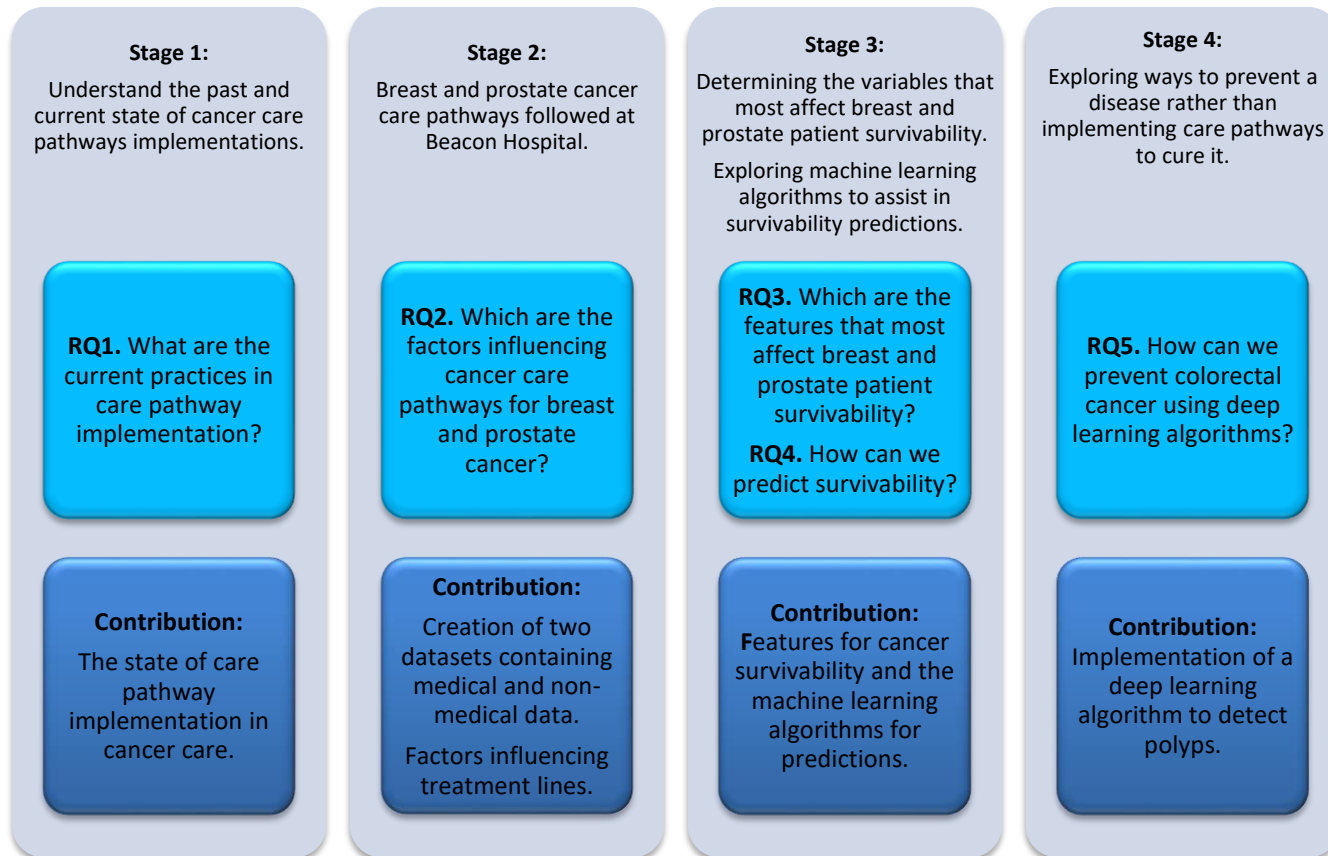 Stage 1:
Understand the past and
current state of cancer care
pathways implementations.
RQ1. What are the
current practices in
care pathway
implementation?
Contribution:
The state of care
pathway
implementation in
cancer care.
Stage 2:
Breast and prostate cancer
care pathways followed at
Beacon Hospital.
RQ2. Which are the
factors influencing
cancer care
pathways for breast
and prostate
cancer?
Contribution:
Creation of two
datasets containing
medical and non-
medical data.
Factors influencing
treatment lines.
Stage 3:
Determining the variables that
most affect breast and
prostate patient survivability.
Exploring machine learning
algorithms to assist in
survivability predictions.
RQ3. Which are the
features that most
affect breast and
prostate patient
survivability?
RQ4. How can we
predict survivability?
Contribution:
Features for cancer
survivability and the
machine learning
algorithms for
predictions.
Stage 4:
Exploring ways to prevent a
disease rather than
implementing care pathways
to cure it.
RQ5. How can we
prevent colorectal
cancer using deep
learning algorithms?
Contribution:
Implementation of a
deep learning
algorithm to detect
polyps.